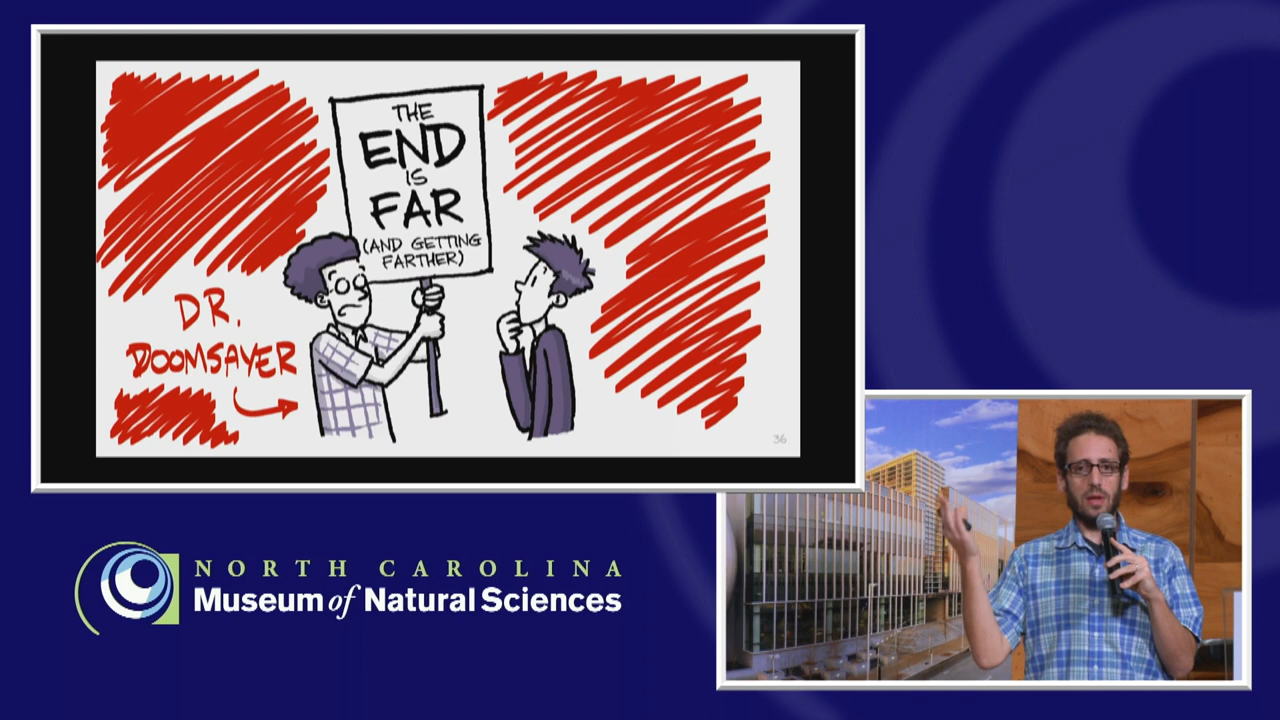 THE
END
IS
FAR
(AND GETTING
FARTHER)
DR.
DOOMSAYER
36
NORTH CAROLINA
Museum of Natural Sciences